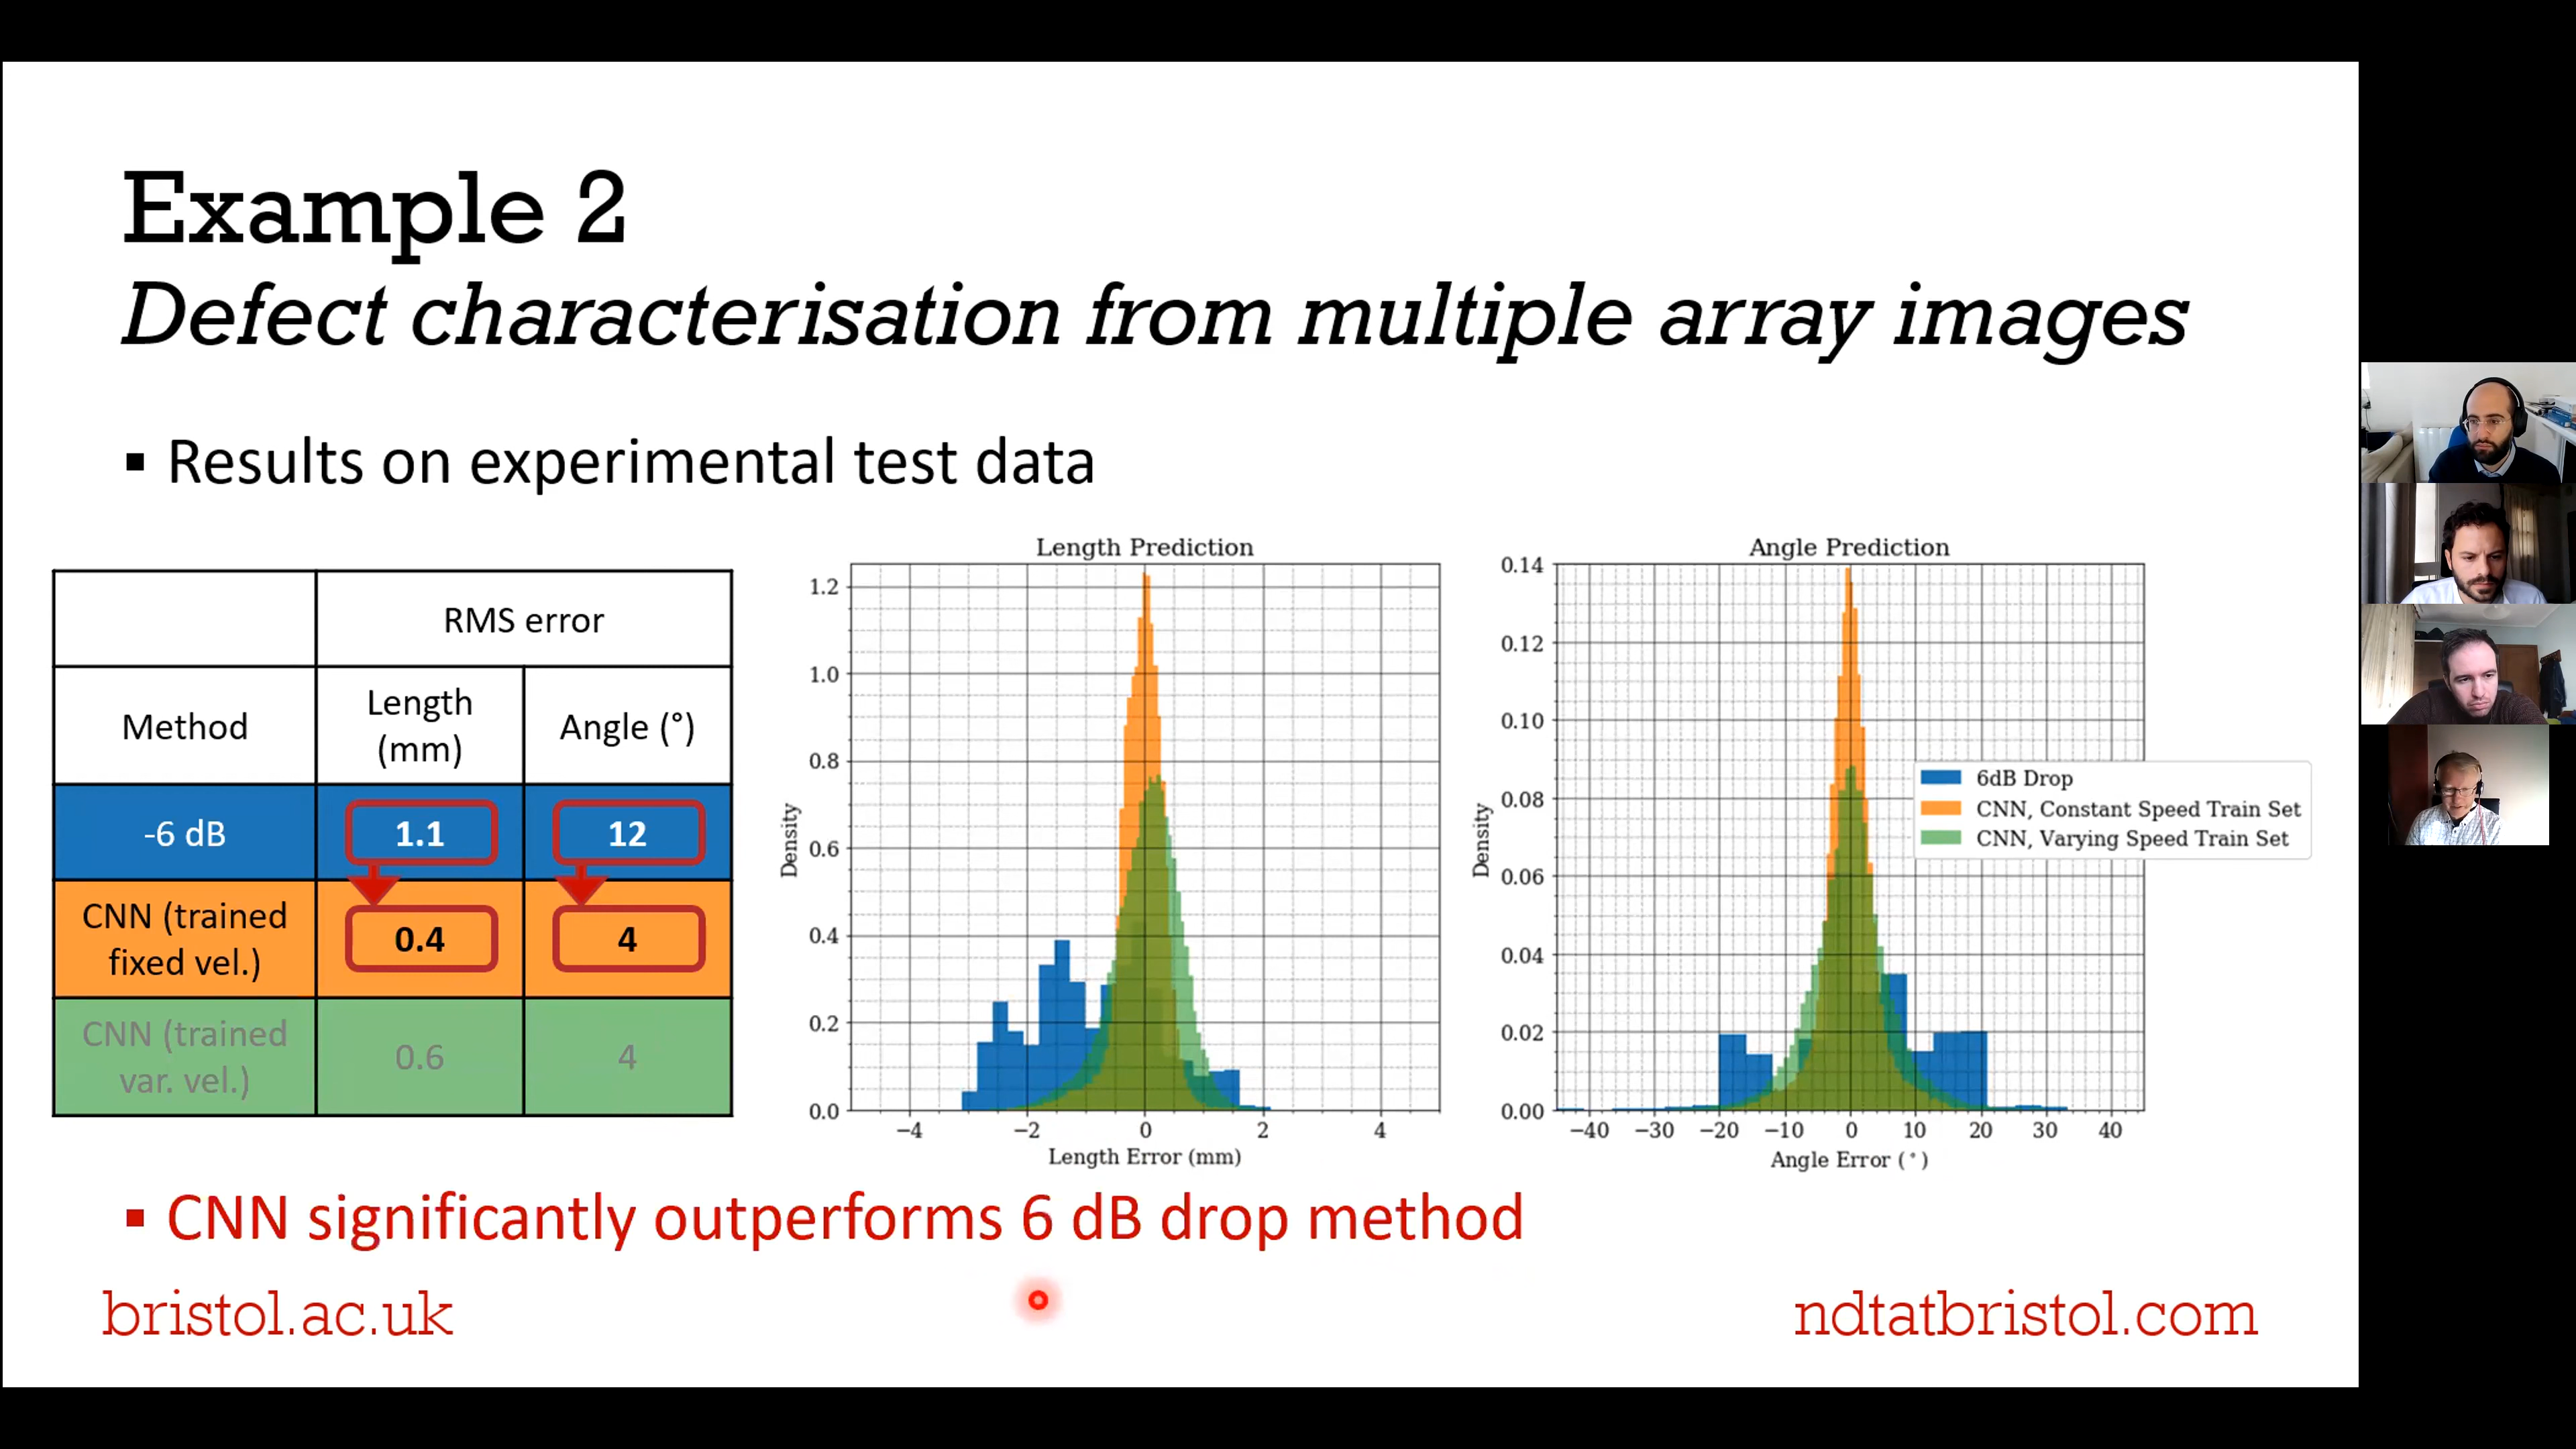 Example 2
Defect characterisation from multiple array images
▪ Results on experimental test data
RMS error
Method
Length
(mm)
Angle (°)
-6 dB
1.1
12
CNN (trained
fixed vel.)
0.4
4
CNN (trained
var. vel.)
0.6
4
Length Prediction
1.2
1.0
0.8
0.6
0.4
0.2
0.0
Density
−4 −2 0 2 4
Length Error (mm)
Angle Prediction
0.14
0.12
0.10
0.08
0.06
0.04
0.02
0.00
Density
−40 −30 −20 −10 0 10 20 30 40
Angle Error (°)
6dB Drop
CNN, Constant Speed Train Set
CNN, Varying Speed Train Set
▪ CNN significantly outperforms 6 dB drop method
bristol.ac.uk
ndtatbristol.com